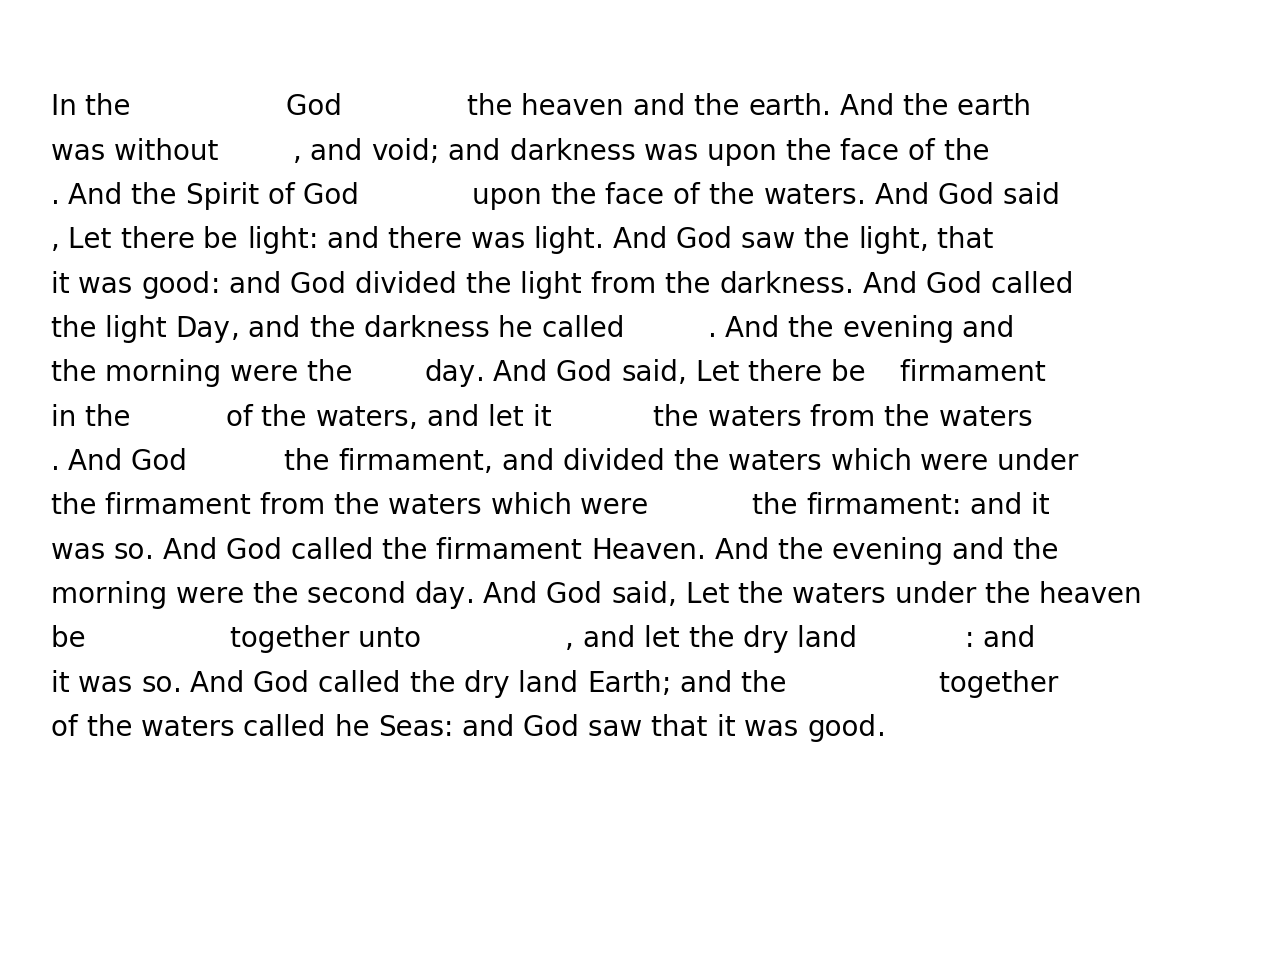 In the God the heaven and the earth. And the earth
was without , and void; and darkness was upon the face of the
. And the Spirit of God upon the face of the waters. And God said
, Let there be light: and there was light. And God saw the light, that
it was good: and God divided the light from the darkness. And God called
the light Day, and the darkness he called . And the evening and
the morning were the day. And God said, Let there be firmament
in the of the waters, and let it the waters from the waters
. And God the firmament, and divided the waters which were under
the firmament from the waters which were the firmament: and it
was so. And God called the firmament Heaven. And the evening and the
morning were the second day. And God said, Let the waters under the heaven
be together unto , and let the dry land : and
it was so. And God called the dry land Earth; and the together
of the waters called he Seas: and God saw that it was good.